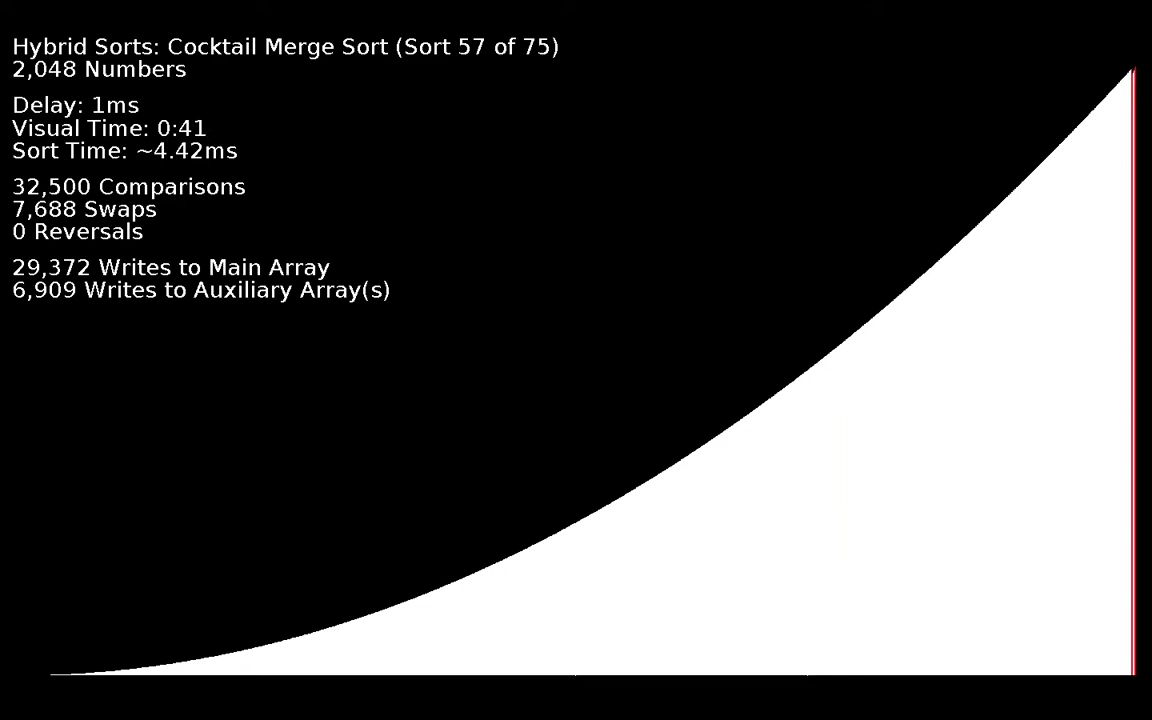 Hybrid Sorts: Cocktail Merge Sort (Sort 57 of 75)
2,048 Numbers
Delay: 1ms
Visual Time: 0:41
Sort Time: ~4.42ms
32,500 Comparisons
7,688 Swaps
0 Reversals
29,372 Writes to Main Array
6,909 Writes to Auxiliary Array(s)